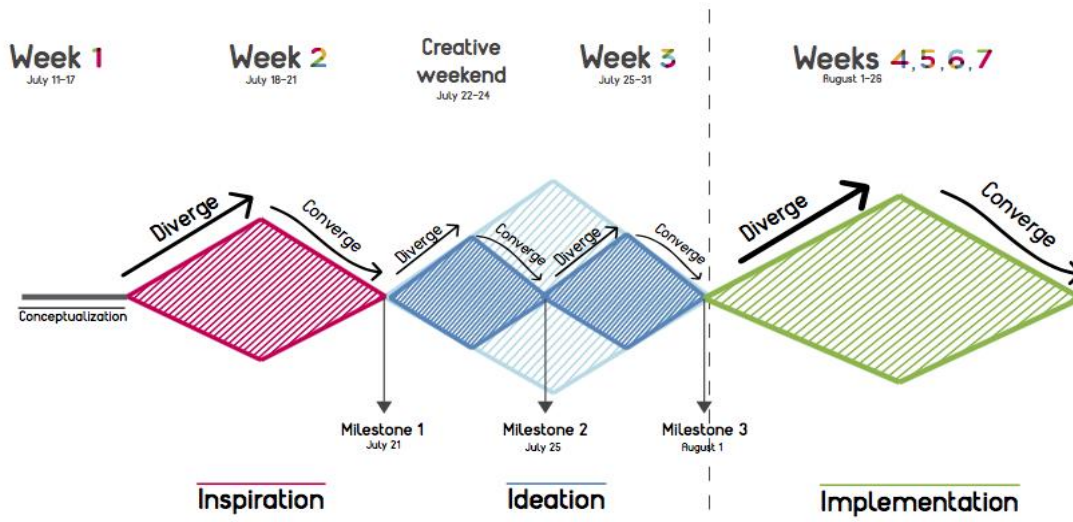 Week 1
July 11-17
Week 2
July 18-21
Creative
weekend
July 22-24
Week 3
July 25-31
Weeks 4,5,6,7
August 1-26
Diverge
Converge
Diverge
Converge
Diverge
Converge
Diverge
Converge
Conceptualization
Milestone 1
July 21
Milestone 2
July 25
Milestone 3
August 1
Inspiration
Ideation
Implementation